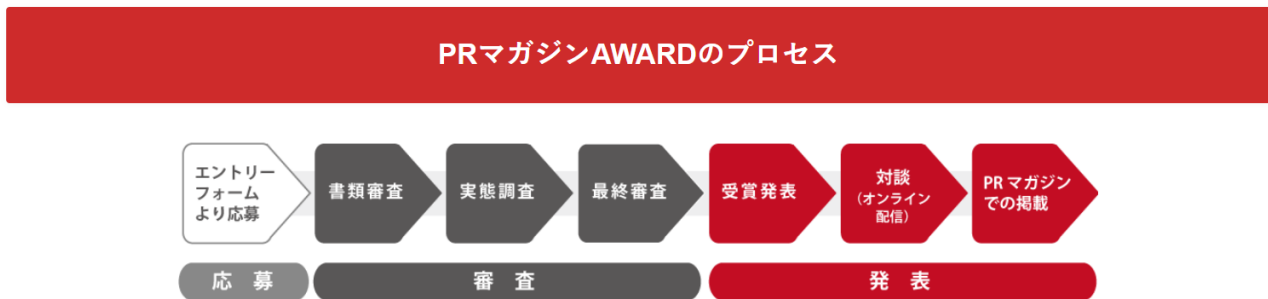 PRマガジンAWARDのプロセス
エントリー
フォーム
より応募
書類審査
実態調査
最終審査
受賞発表
対談
（オンライン
配信）
PRマガジン
での掲載
応 募
審 査
発 表